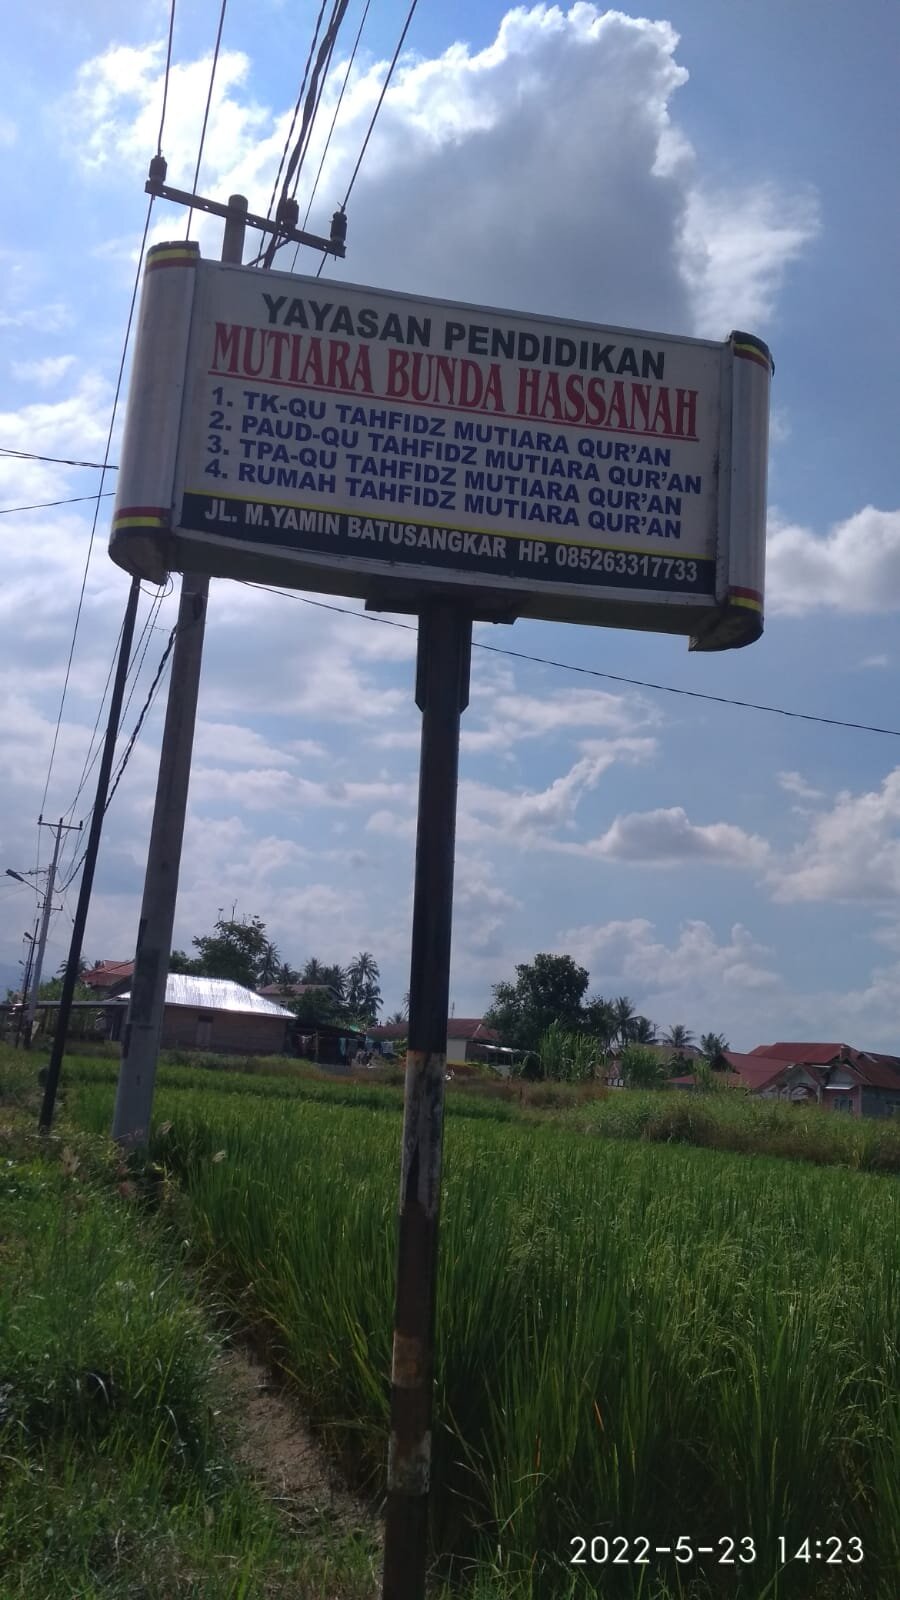 YAYASAN PENDIDIKAN
MUTIARA BUNDA HASSANAH
1. TK-QU TAHFIDZ MUTIARA QUR'AN
2. PAUD-QU TAHFIDZ MUTIARA QUR'AN
3. TPA-QU TAHFIDZ MUTIARA QUR'AN
4. RUMAH TAHFIDZ MUTIARA QUR'AN
JL. M.YAMIN BATUSANGKAR HP. 085263317733
2022-5-23 14:23